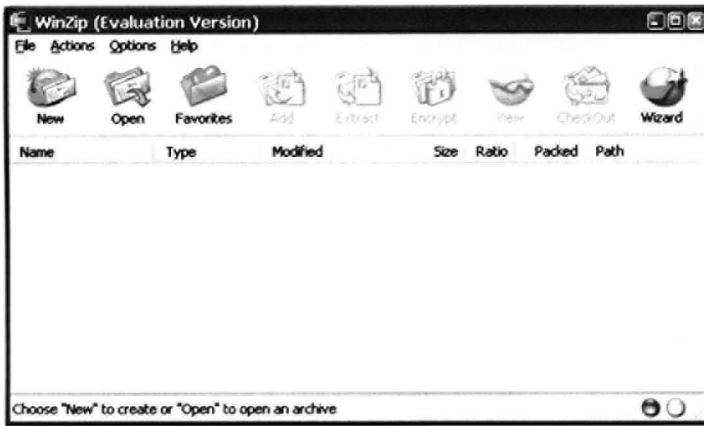 WinZip (Evaluation Version)
File Actions Options Help
New Open Favorites Add Extract Encrypt View CheckOut Wizard
Name Type Modified Size Ratio Packed Path
Choose "New" to create or "Open" to open an archive